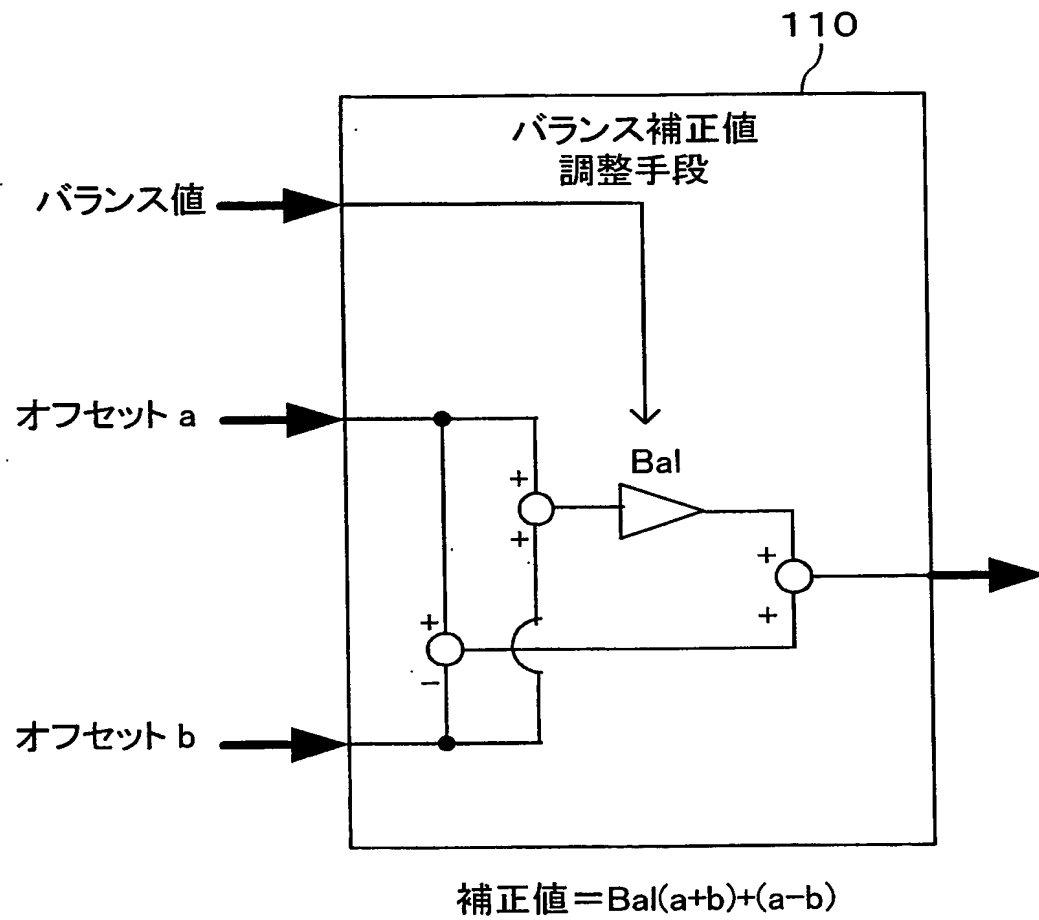 110
バランス補正値
調整手段
バランス値
オフセット a
Bal
+
+
+
+
+
−
オフセット b
補正値=Bal(a+b)+(a−b)